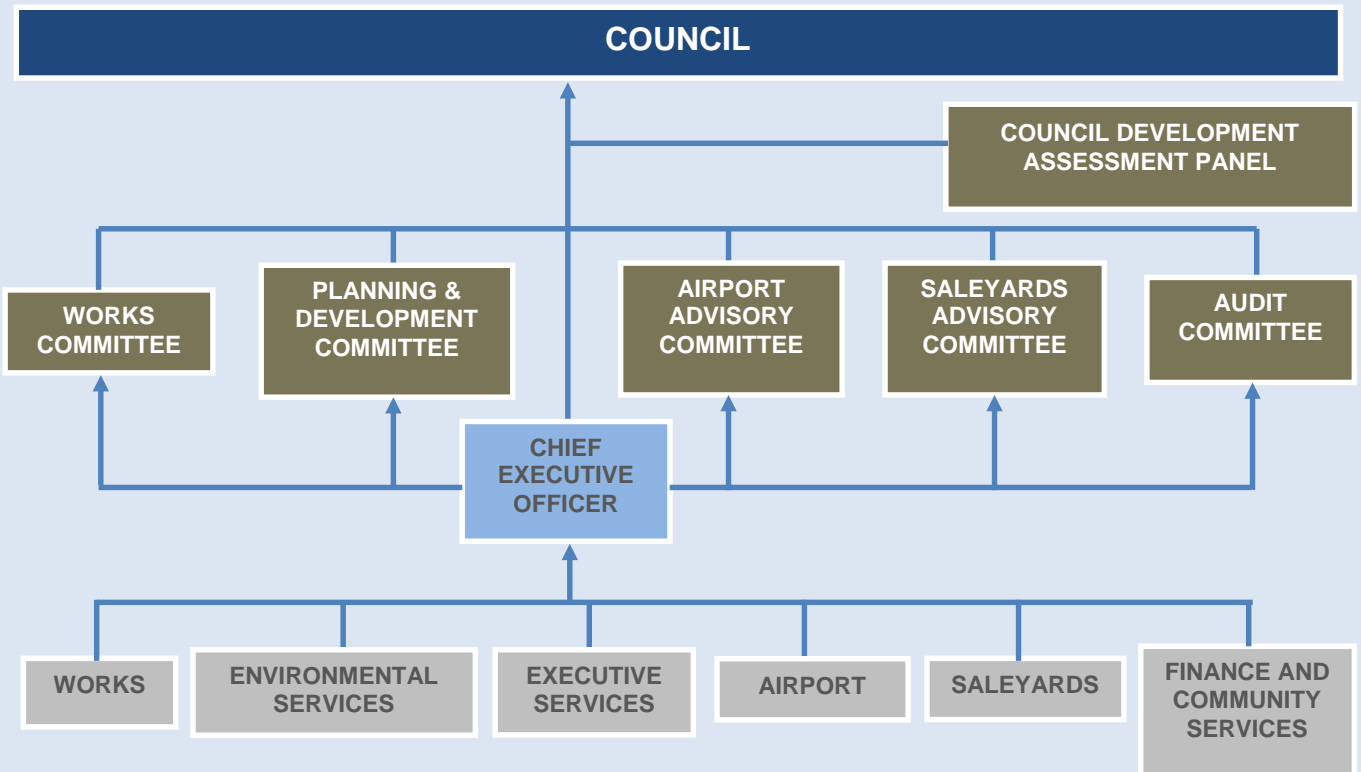 COUNCIL
COUNCIL DEVELOPMENT
ASSESSMENT PANEL
WORKS
COMMITTEE
PLANNING &
DEVELOPMENT
COMMITTEE
AIRPORT
ADVISORY
COMMITTEE
SALEYARDS
ADVISORY
COMMITTEE
AUDIT
COMMITTEE
CHIEF
EXECUTIVE
OFFICER
WORKS
ENVIRONMENTAL
SERVICES
EXECUTIVE
SERVICES
AIRPORT
SALEYARDS
FINANCE AND
COMMUNITY
SERVICES